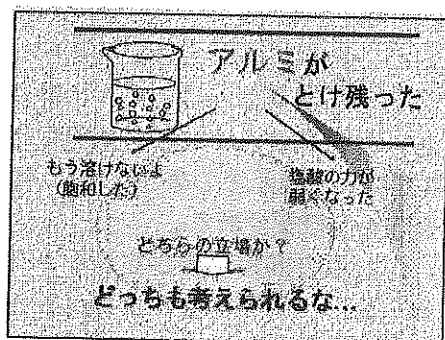 アルミが
とけ残った
もう溶けないよ
(飽和した)
塩酸の力が
弱くなった
どちらの立場か?
どっちも考えられるな...